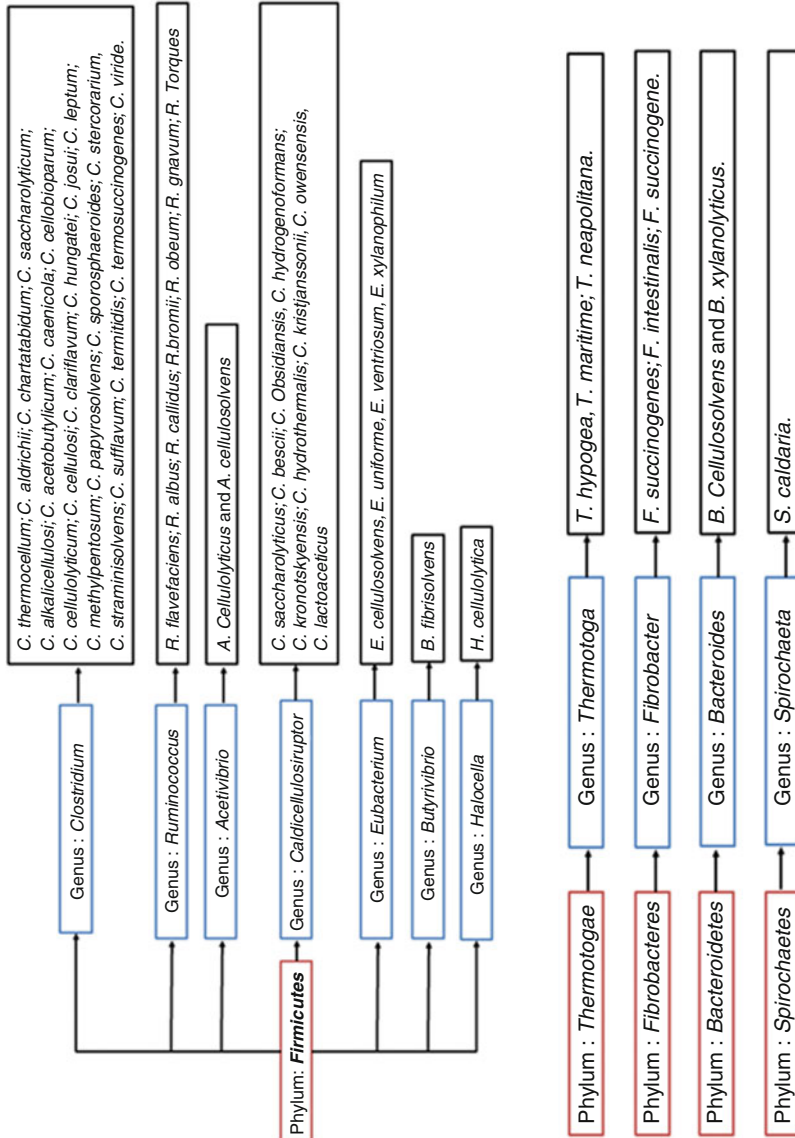 Phylum: Firmicutes
Genus : Clostridium
C. thermocellum; C. aldrichii; C. chartatabidum; C. saccharolyticum;
C. alkalicellulosi; C. acetobutylicum; C. caenicola; C. cellobioparum;
C. cellulolyticum; C. cellulosi; C. clariflavum; C. hungatei; C. josui; C. leptum;
C. methylpentosum; C. papyrosolvens; C. sporosphaeroides; C. stercorarium,
C. straminisolvens; C. sufflavum; C. termitidis; C. termosuccinogenes; C. viride.
Genus : Ruminococcus
R. flavefaciens; R. albus; R. callidus; R.bromii; R. obeum; R. gnavum; R. Torques
Genus : Acetivibrio
A. Cellulolyticus and A. cellulosolvens
Genus : Caldicellulosiruptor
C. saccharolyticus; C. bescii; C. Obsidiansis, C. hydrogenoformans;
C. kronotskyensis; C. hydrothermalis; C. kristjanssonii, C. owensensis,
C. lactoaceticus
Genus : Eubacterium
E. cellulosolvens, E. uniforme, E. ventriosum, E. xylanophilum
Genus : Butyrivibrio
B. fibrisolvens
Genus : Halocella
H. cellulolytica
Phylum : Thermotogae
Genus : Thermotoga
T. hypogea, T. maritime; T. neapolitana.
Phylum : Fibrobacteres
Genus : Fibrobacter
F. succinogenes; F. intestinalis; F. succinogene.
Phylum : Bacteroidetes
Genus : Bacteroides
B. Cellulosolvens and B. xylanolyticus.
Phylum : Spirochaetes
Genus : Spirochaeta
S. caldaria.